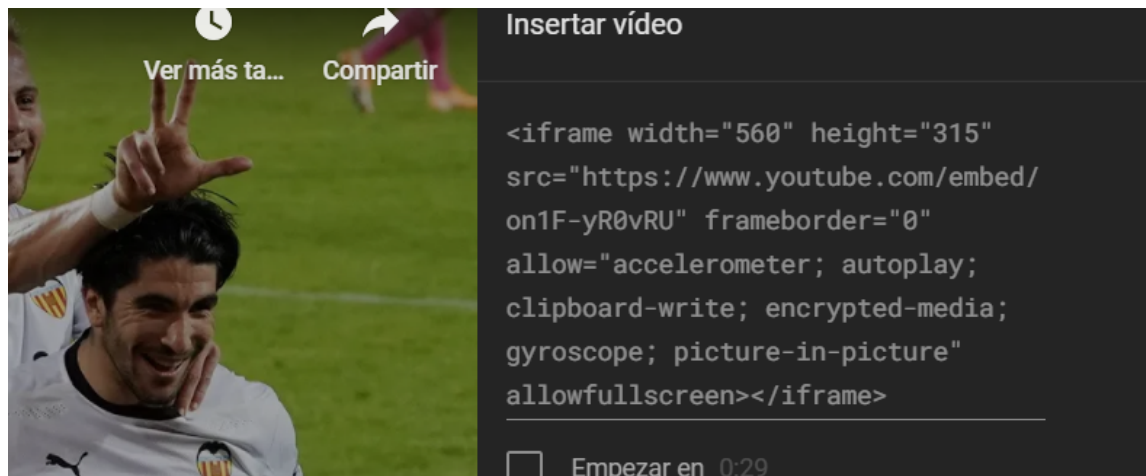 Ver más ta...
Compartir
Insertar vídeo
<iframe width="560" height="315"
src="https://www.youtube.com/embed/
on1F-yR0vRU" frameborder="0"
allow="accelerometer; autoplay;
clipboard-write; encrypted-media;
gyroscope; picture-in-picture"
allowfullscreen></iframe>
Empezar en 0:29